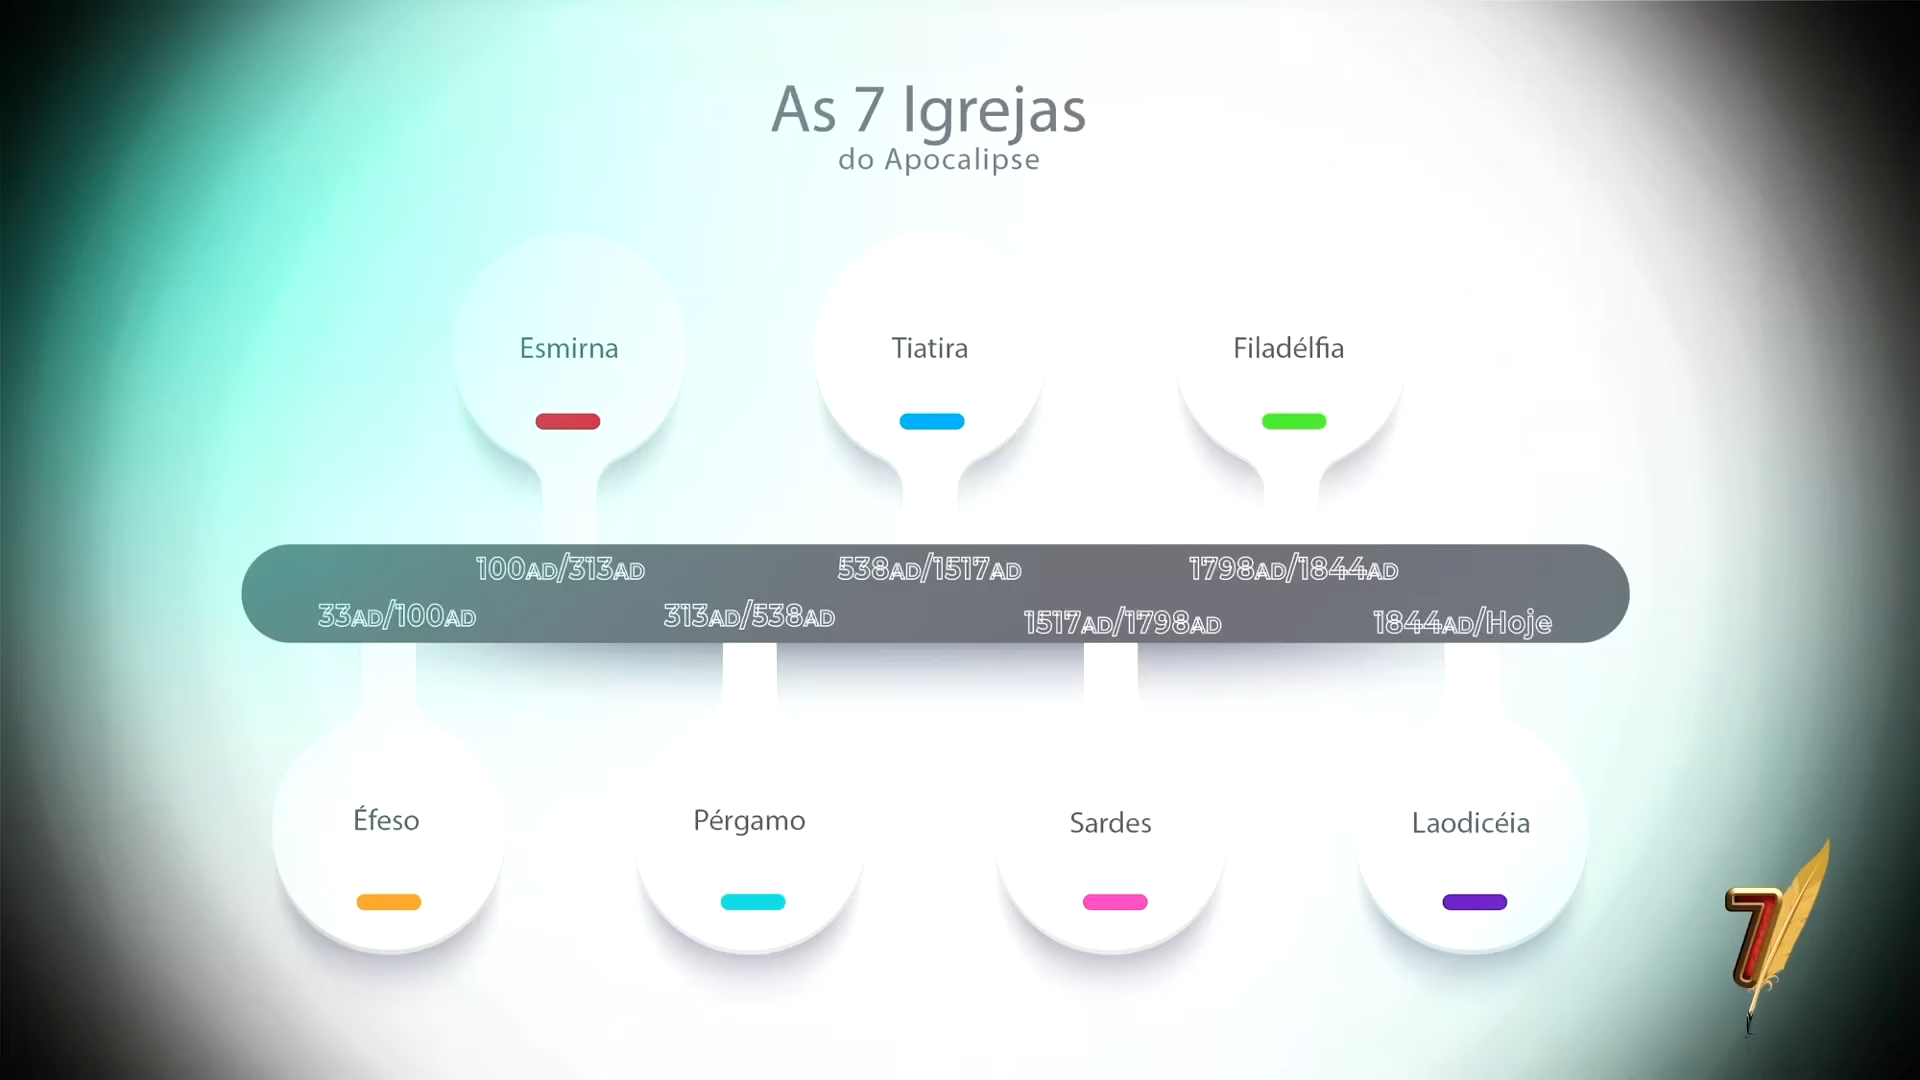 As 7 Igrejas
do Apocalipse
Esmirna
Tiatira
Filadélfia
100AD/313AD
538AD/1517AD
1798AD/1844AD
33AD/100AD
313AD/538AD
1517AD/1798AD
1844AD/Hoje
Éfeso
Pérgamo
Sardes
Laodicéia
7